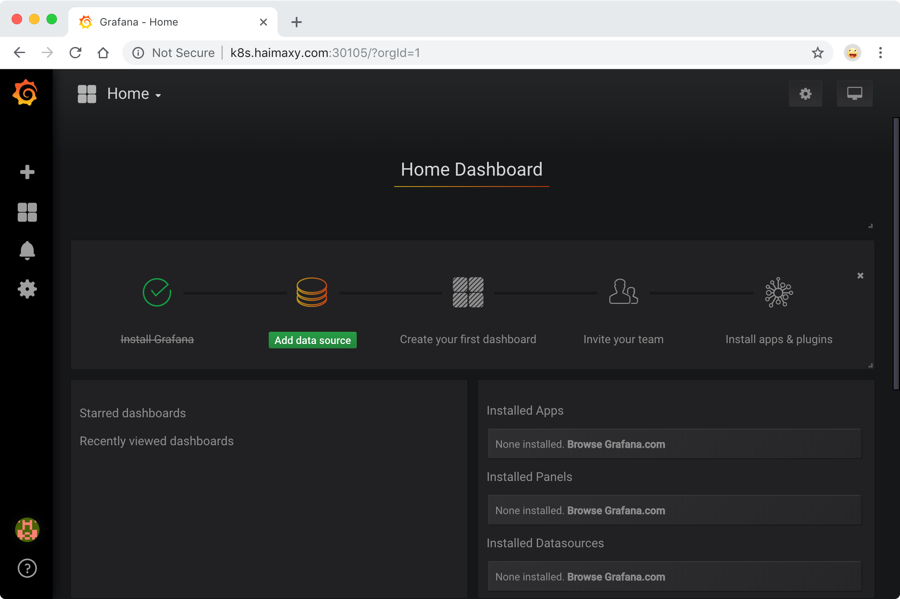 Grafana - Home
Not Secure | k8s.haimaxy.com:30105/?orgId=1
Home
Home Dashboard
Install Grafana
Add data source
Create your first dashboard
Invite your team
Install apps & plugins
Starred dashboards
Recently viewed dashboards
Installed Apps
None installed. Browse Grafana.com
Installed Panels
None installed. Browse Grafana.com
Installed Datasources
None installed. Browse Grafana.com